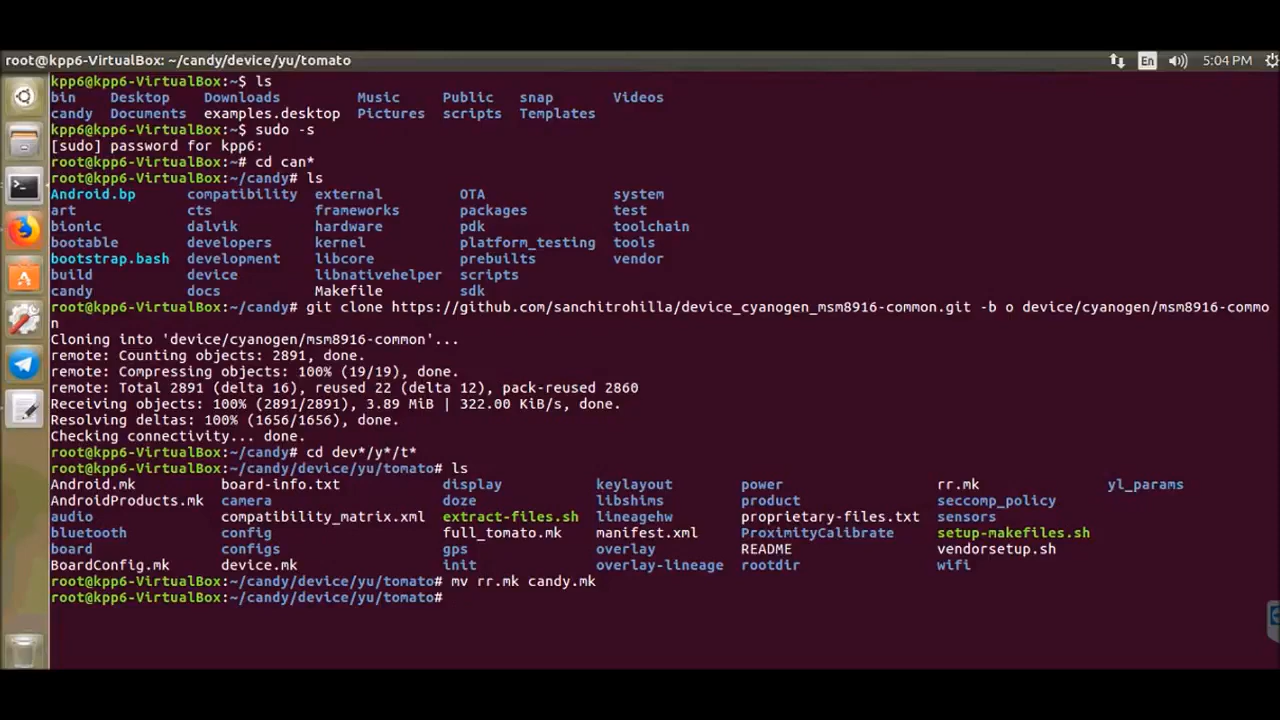 root@kpp6-VirtualBox: ~/candy/device/yu/tomato En 5:04 PM
kpp6@kpp6-VirtualBox:~$ ls
bin Desktop Downloads Music Public snap Videos
candy Documents examples.desktop Pictures scripts Templates
kpp6@kpp6-VirtualBox:~$ sudo -s
[sudo] password for kpp6:
root@kpp6-VirtualBox:~# cd can*
root@kpp6-VirtualBox:~/candy# ls
Android.bp compatibility external OTA system
art cts frameworks packages test
bionic dalvik hardware pdk toolchain
bootable developers kernel platform_testing tools
bootstrap.bash development libcore prebuilts vendor
build device libnativehelper scripts
candy docs Makefile sdk
root@kpp6-VirtualBox:~/candy# git clone https://github.com/sanchitrohilla/device_cyanogen_msm8916-common.git -b o device/cyanogen/msm8916-commo
n
Cloning into 'device/cyanogen/msm8916-common'...
remote: Counting objects: 2891, done.
remote: Compressing objects: 100% (19/19), done.
remote: Total 2891 (delta 16), reused 22 (delta 12), pack-reused 2860
Receiving objects: 100% (2891/2891), 3.89 MiB | 322.00 KiB/s, done.
Resolving deltas: 100% (1656/1656), done.
Checking connectivity... done.
root@kpp6-VirtualBox:~/candy# cd dev*/y*/t*
root@kpp6-VirtualBox:~/candy/device/yu/tomato# ls
Android.mk board-info.txt display keylayout power rr.mk yl_params
AndroidProducts.mk camera doze libshims product seccomp_policy
audio compatibility_matrix.xml extract-files.sh lineagehw proprietary-files.txt sensors
bluetooth config full_tomato.mk manifest.xml ProximityCalibrate setup-makefiles.sh
board configs gps overlay README vendorsetup.sh
BoardConfig.mk device.mk init overlay-lineage rootdir wifi
root@kpp6-VirtualBox:~/candy/device/yu/tomato# mv rr.mk candy.mk
root@kpp6-VirtualBox:~/candy/device/yu/tomato#